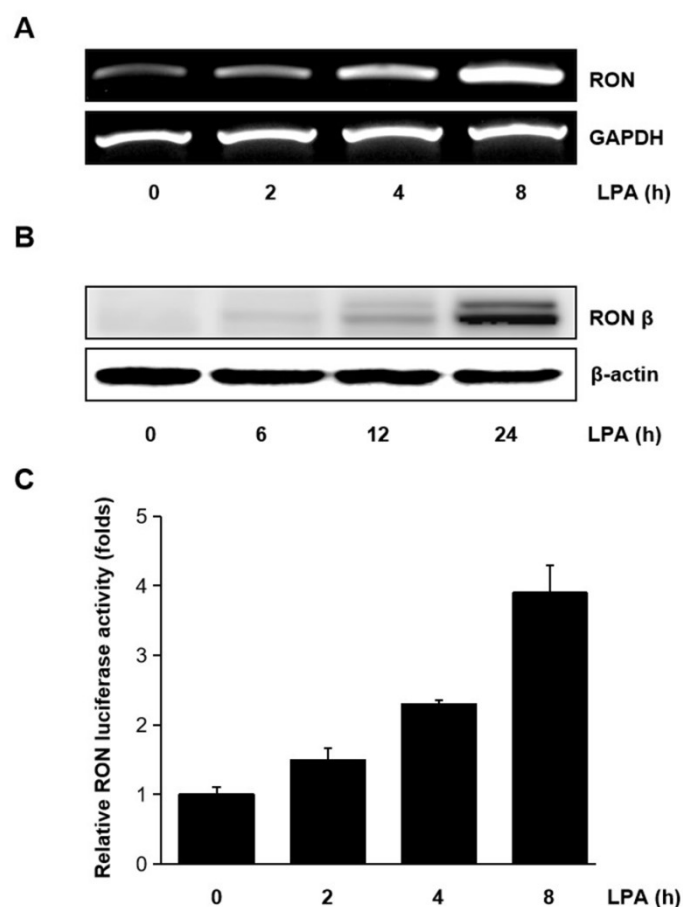 A
RON
GAPDH
0 2 4 8 LPA (h)
B
RON β
β-actin
0 6 12 24 LPA (h)
C
Relative RON luciferase activity (folds)
5
4
3
2
1
0
0 2 4 8 LPA (h)